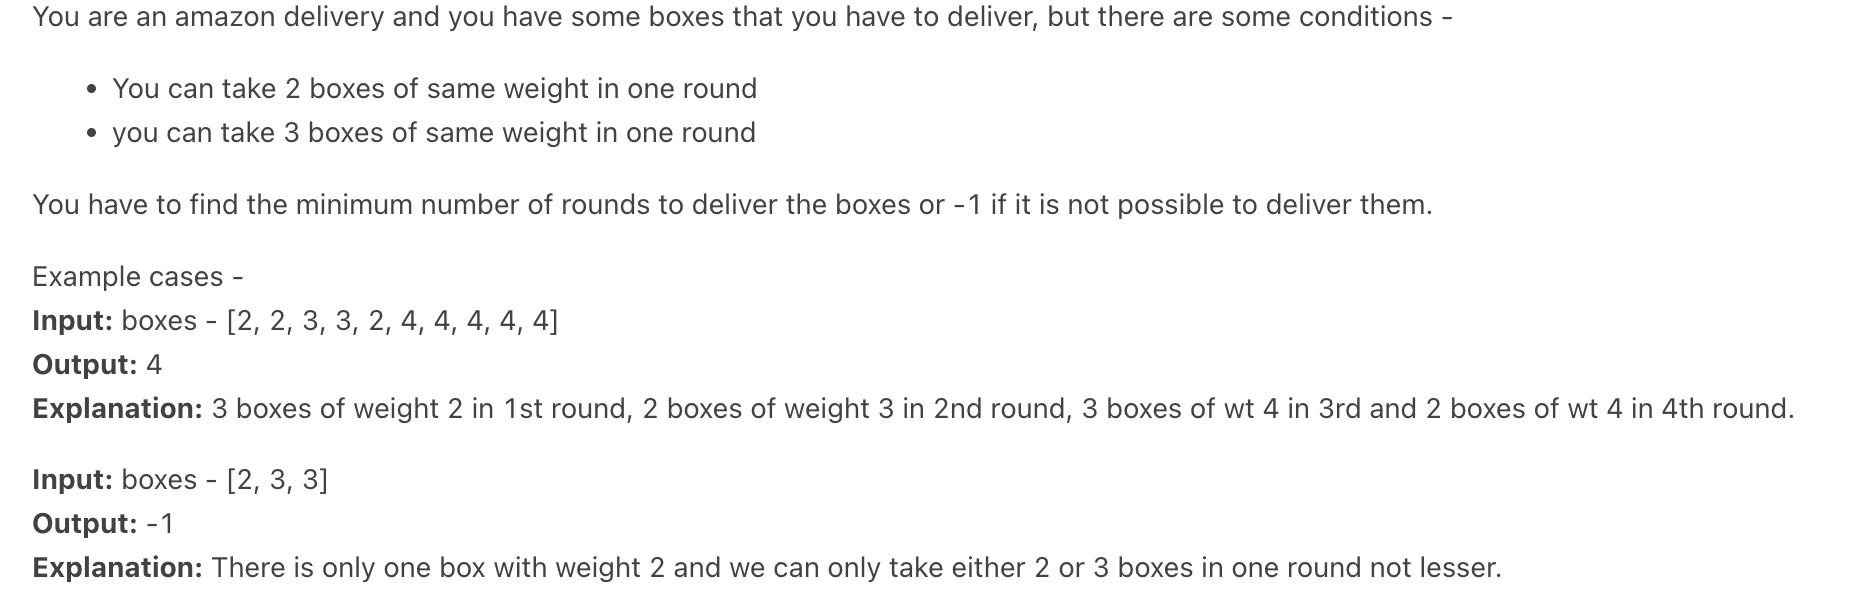 You are an amazon delivery and you have some boxes that you have to deliver, but there are some conditions -
• You can take 2 boxes of same weight in one round
• you can take 3 boxes of same weight in one round
You have to find the minimum number of rounds to deliver the boxes or -1 if it is not possible to deliver them.
Example cases -
Input: boxes - [2, 2, 3, 3, 2, 4, 4, 4, 4, 4]
Output: 4
Explanation: 3 boxes of weight 2 in 1st round, 2 boxes of weight 3 in 2nd round, 3 boxes of wt 4 in 3rd and 2 boxes of wt 4 in 4th round.
Input: boxes - [2, 3, 3]
Output: -1
Explanation: There is only one box with weight 2 and we can only take either 2 or 3 boxes in one round not lesser.